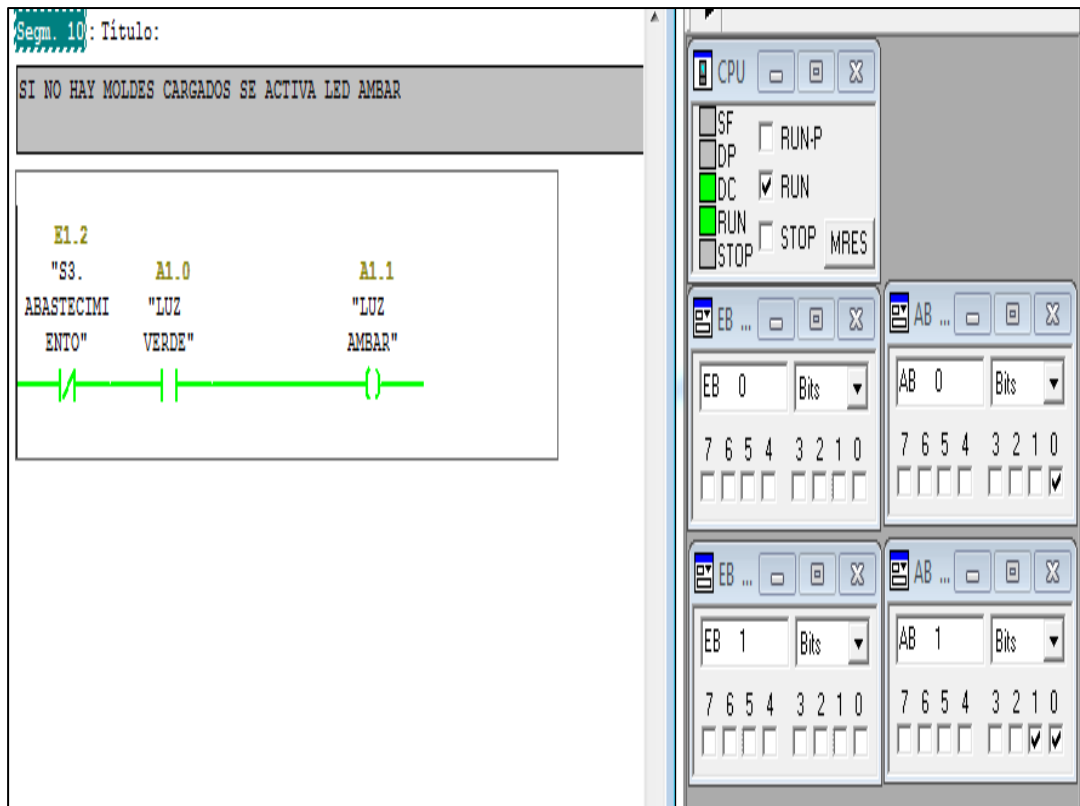 Segm. 10: Título:
SI NO HAY MOLDES CARGADOS SE ACTIVA LED AMBAR
E1.2
"S3. A1.0 A1.1
ABASTECIMI "LUZ "LUZ
ENTO" VERDE" AMBAR"
CPU
SF
DP
DC
RUN
STOP
RUN-P
RUN
STOP
MRES
EB ...
EB 0 Bits
7 6 5 4 3 2 1 0
AB ...
AB 0 Bits
7 6 5 4 3 2 1 0
EB ...
EB 1 Bits
7 6 5 4 3 2 1 0
AB ...
AB 1 Bits
7 6 5 4 3 2 1 0